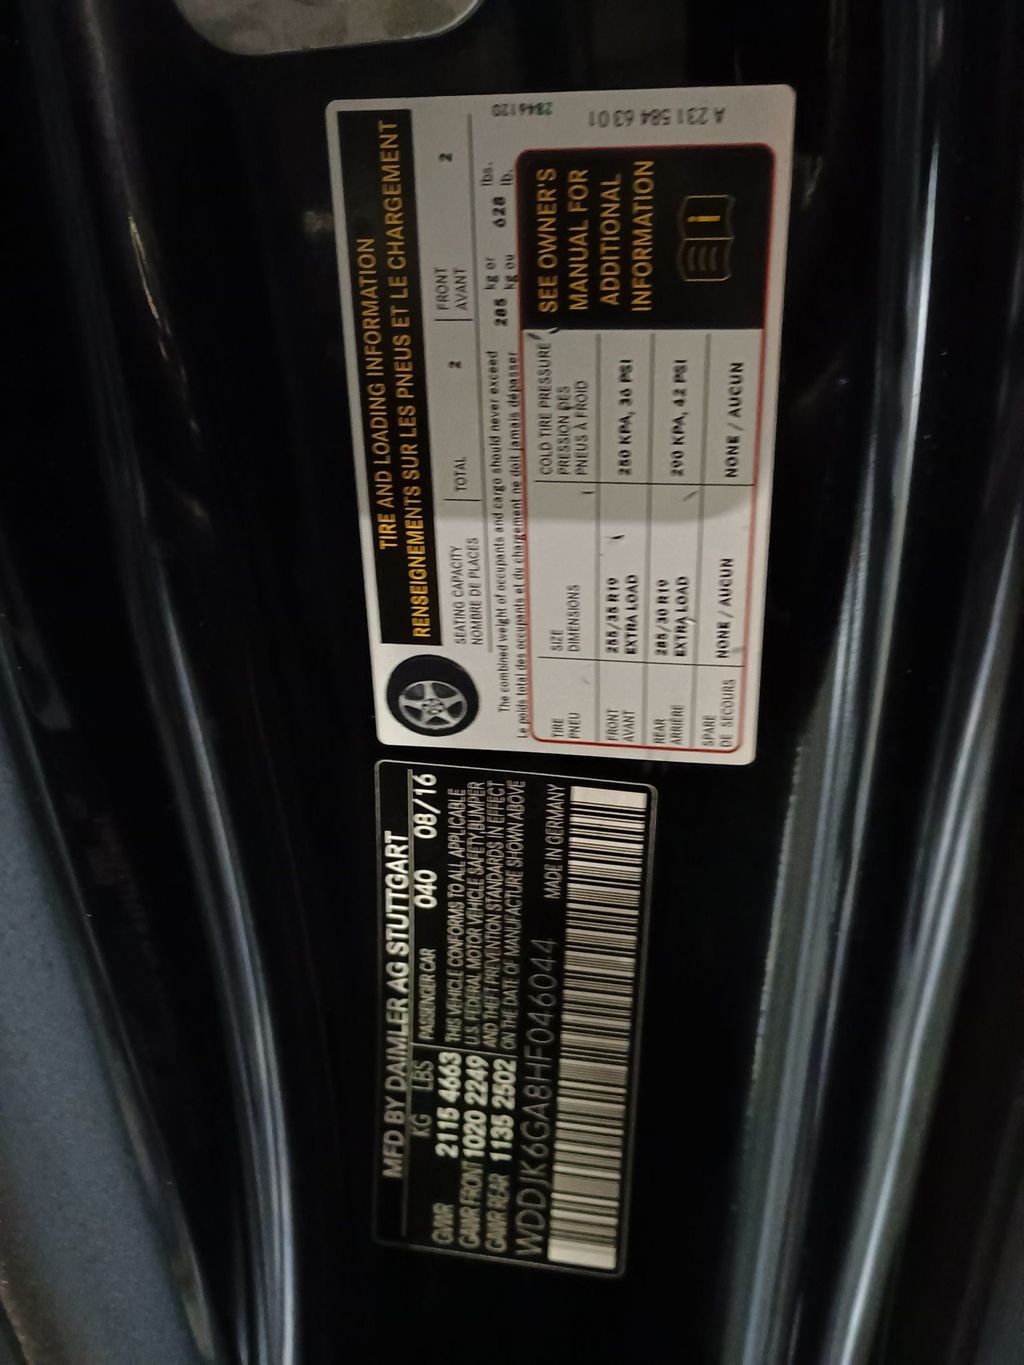 TIRE AND LOADING INFORMATION
RENSEIGNEMENTS SUR LES PNEUS ET LE CHARGEMENT
SEATING CAPACITY
NOMBRE DE PLACES
TOTAL 2
FRONT
AVANT
2
The combined weight of occupants and cargo should never exceed 285 kg or 628 lbs.
Le poids total des occupants et du chargement ne doit jamais dépasser kg ou lb.
TIRE
PNEU
SIZE
DIMENSIONS
COLD TIRE PRESSURE
PRESSION DES
PNEUS À FROID
FRONT
AVANT
255/35 R19
EXTRA LOAD
250 KPA, 36 PSI
REAR
ARRIÈRE
285/30 R19
EXTRA LOAD
290 KPA, 42 PSI
SPARE
DE SECOURS
NONE / AUCUN
NONE / AUCUN
SEE OWNER'S
MANUAL FOR
ADDITIONAL
INFORMATION
2846120
A 231 584 63 01
MFD BY DAIMLER AG STUTTGART
KG LBS
PASSENGER CAR 040 08/16
GVWR 2115 4663
GAWR FRONT 1020 2249
GAWR REAR 1135 2502
THIS VEHICLE CONFORMS TO ALL APPLICABLE
U.S. FEDERAL MOTOR VEHICLE SAFETY,BUMPER
AND THEFT PREVENTION STANDARDS IN EFFECT
ON THE DATE OF MANUFACTURE SHOWN ABOVE
WDDJK6GA8HF046044
MADE IN GERMANY